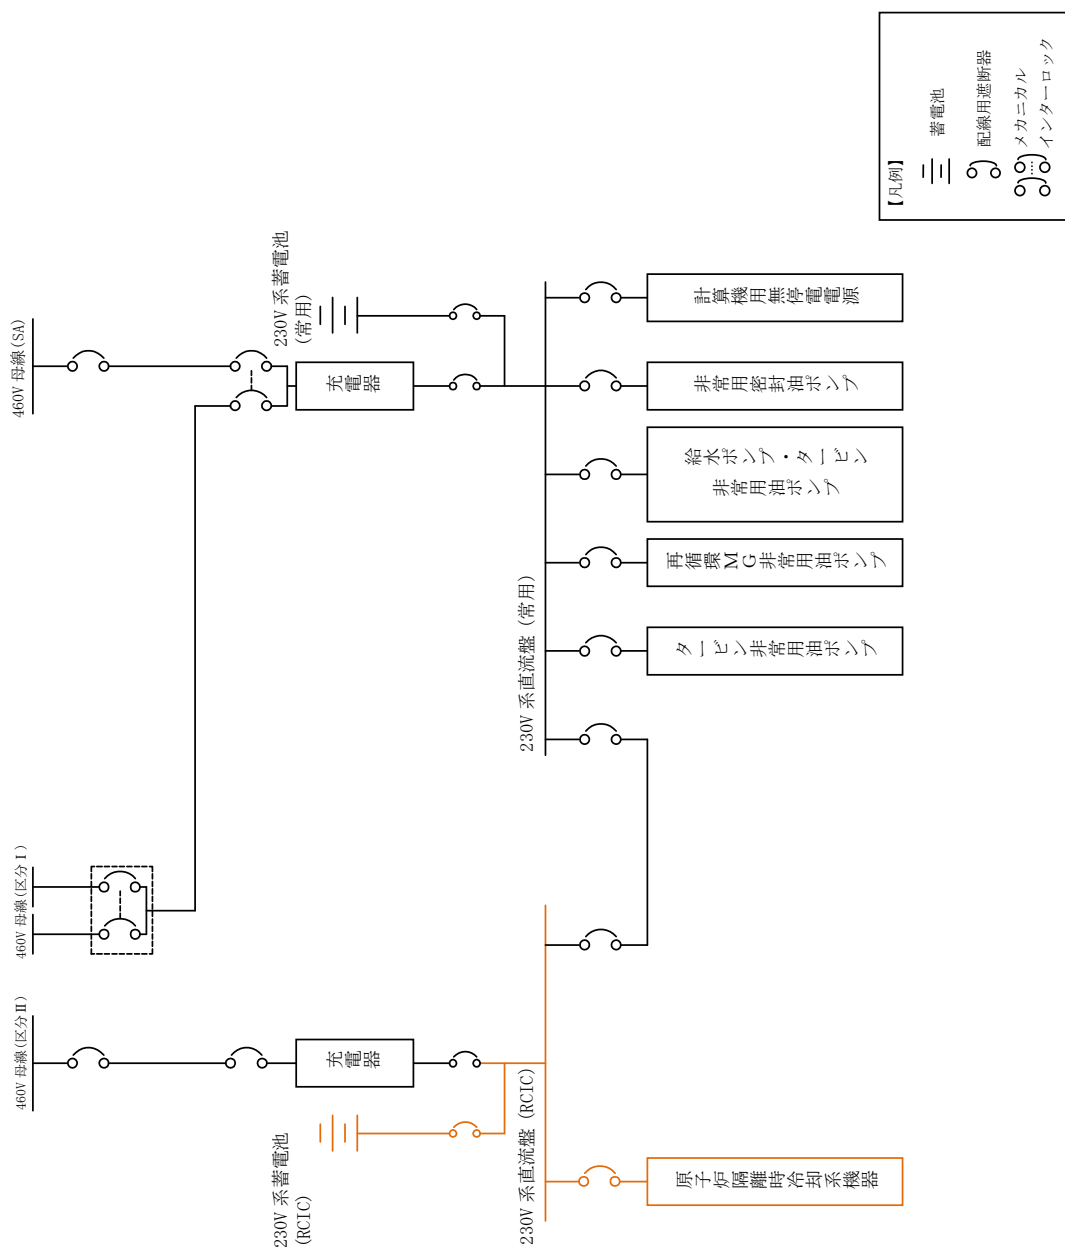 460V 母線(区分Ⅱ)
460V 母線(区分Ⅰ)
460V 母線(SA)
充電器
230V 系蓄電池
(RCIC)
充電器
230V 系蓄電池
(常用)
230V 系直流盤 (RCIC)
230V 系直流盤 (常用)
原子炉隔離時冷却系機器
タービン非常用油ポンプ
再循環MG非常用油ポンプ
給水ポンプ・タービン
非常用油ポンプ
非常用密封油ポンプ
計算機用無停電電源
【凡例】
蓄電池
配線用遮断器
メカニカル
インターロック